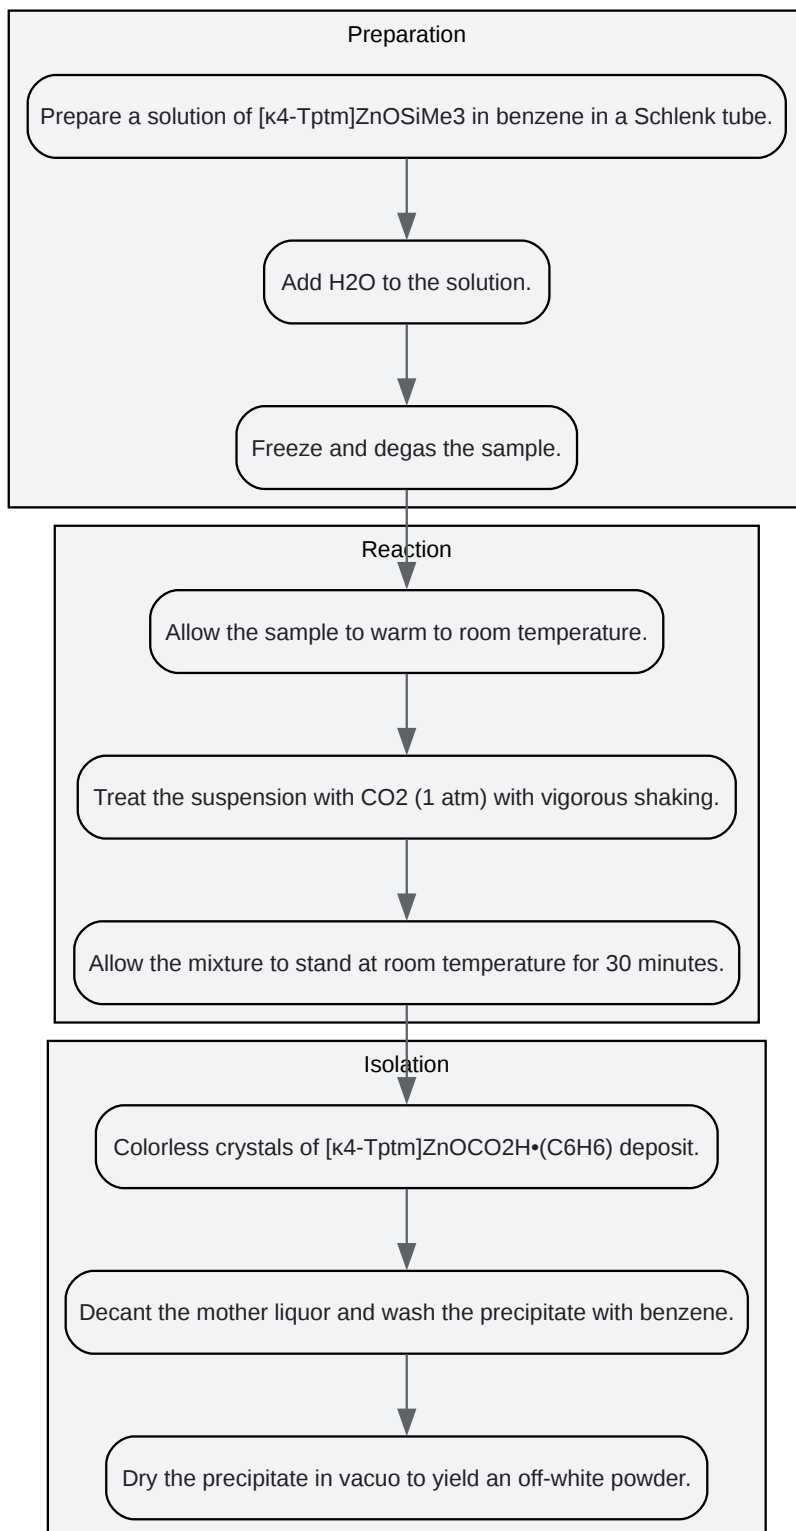 Preparation
Prepare a solution of [κ4-Tptm]ZnOSiMe3 in benzene in a Schlenk tube.
Add H2O to the solution.
Freeze and degas the sample.
Reaction
Allow the sample to warm to room temperature.
Treat the suspension with CO2 (1 atm) with vigorous shaking.
Allow the mixture to stand at room temperature for 30 minutes.
Isolation
Colorless crystals of [κ4-Tptm]ZnOCO2H•(C6H6) deposit.
Decant the mother liquor and wash the precipitate with benzene.
Dry the precipitate in vacuo to yield an off-white powder.